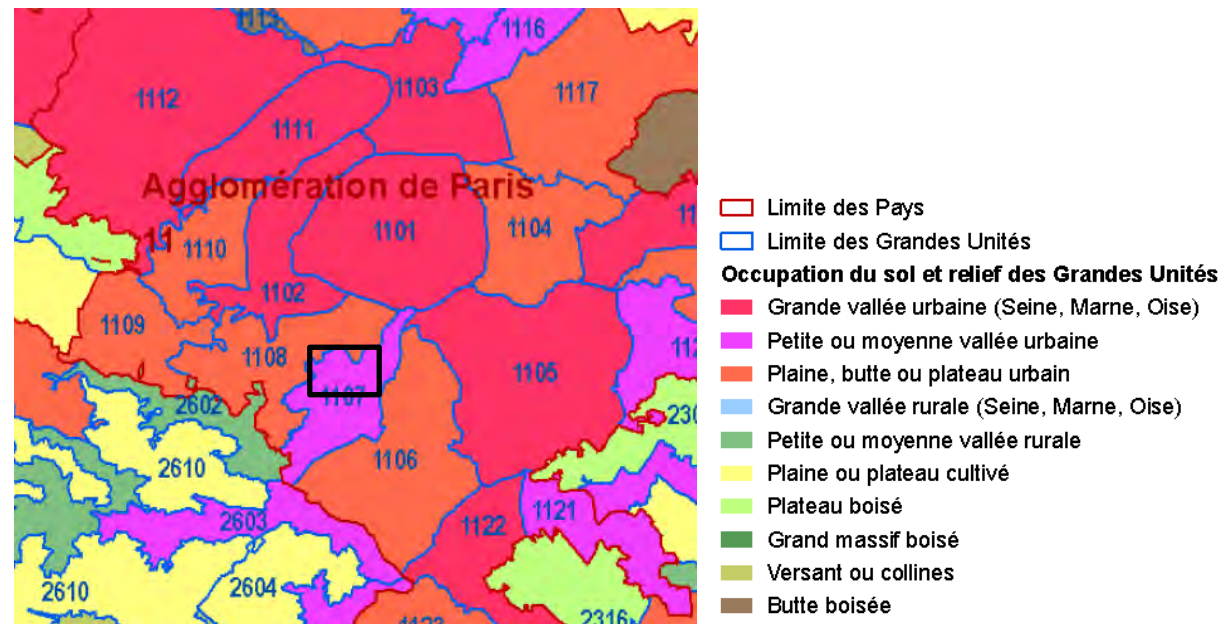 1115
1116
1117
1103
1112
1111
Agglomération de Paris
11
1110
1101
1104
1102
1109
1108
1105
1107
2602
2610
1106
2603
1122
1121
2610
2604
2316
1123
Limite des Pays
Limite des Grandes Unités
Occupation du sol et relief des Grandes Unités
Grande vallée urbaine (Seine, Marne, Oise)
Petite ou moyenne vallée urbaine
Plaine, butte ou plateau urbain
Grande vallée rurale (Seine, Marne, Oise)
Petite ou moyenne vallée rurale
Plaine ou plateau cultivé
Plateau boisé
Grand massif boisé
Versant ou collines
Butte boisée